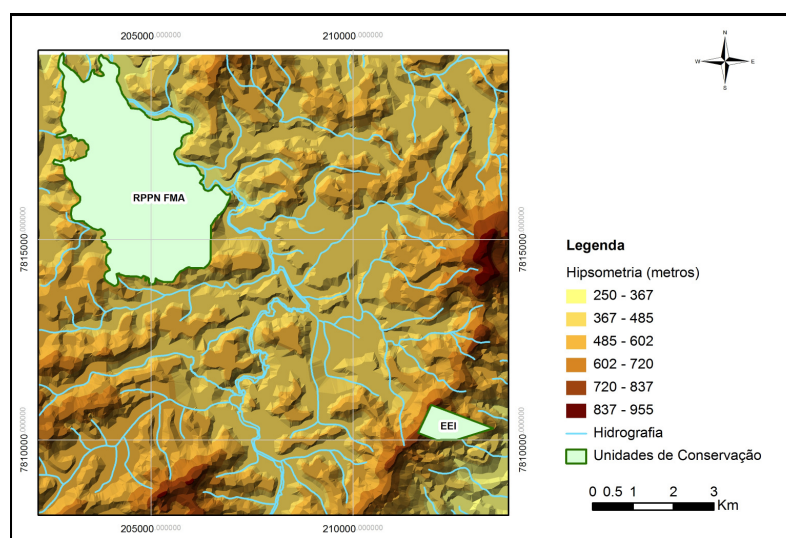 205000.000000 210000.000000
N
W E
S
7815000.000000
7810000.000000
RPPN FMA
EEI
7815000.000000
7810000.000000
205000.000000 210000.000000
Legenda
Hipsometria (metros)
250 - 367
367 - 485
485 - 602
602 - 720
720 - 837
837 - 955
Hidrografia
Unidades de Conservação
0 0.5 1 2 3
Km